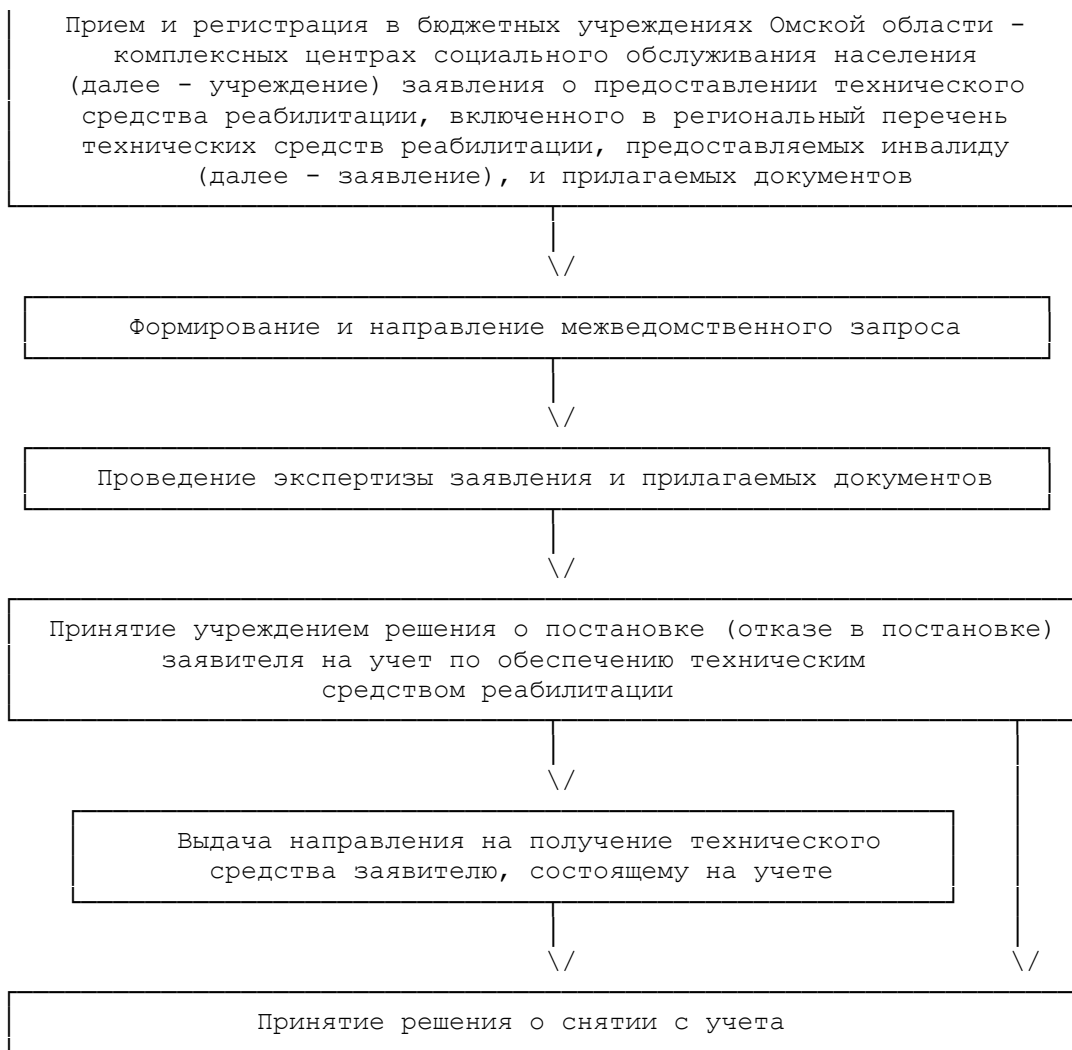 Прием и регистрация в бюджетных учреждениях Омской области -
комплексных центрах социального обслуживания населения
(далее - учреждение) заявления о предоставлении технического
средства реабилитации, включенного в региональный перечень
технических средств реабилитации, предоставляемых инвалиду
(далее - заявление), и прилагаемых документов
Формирование и направление межведомственного запроса
Проведение экспертизы заявления и прилагаемых документов
Принятие учреждением решения о постановке (отказе в постановке)
заявителя на учет по обеспечению техническим
средством реабилитации
Выдача направления на получение технического
средства заявителю, состоящему на учете
Принятие решения о снятии с учета